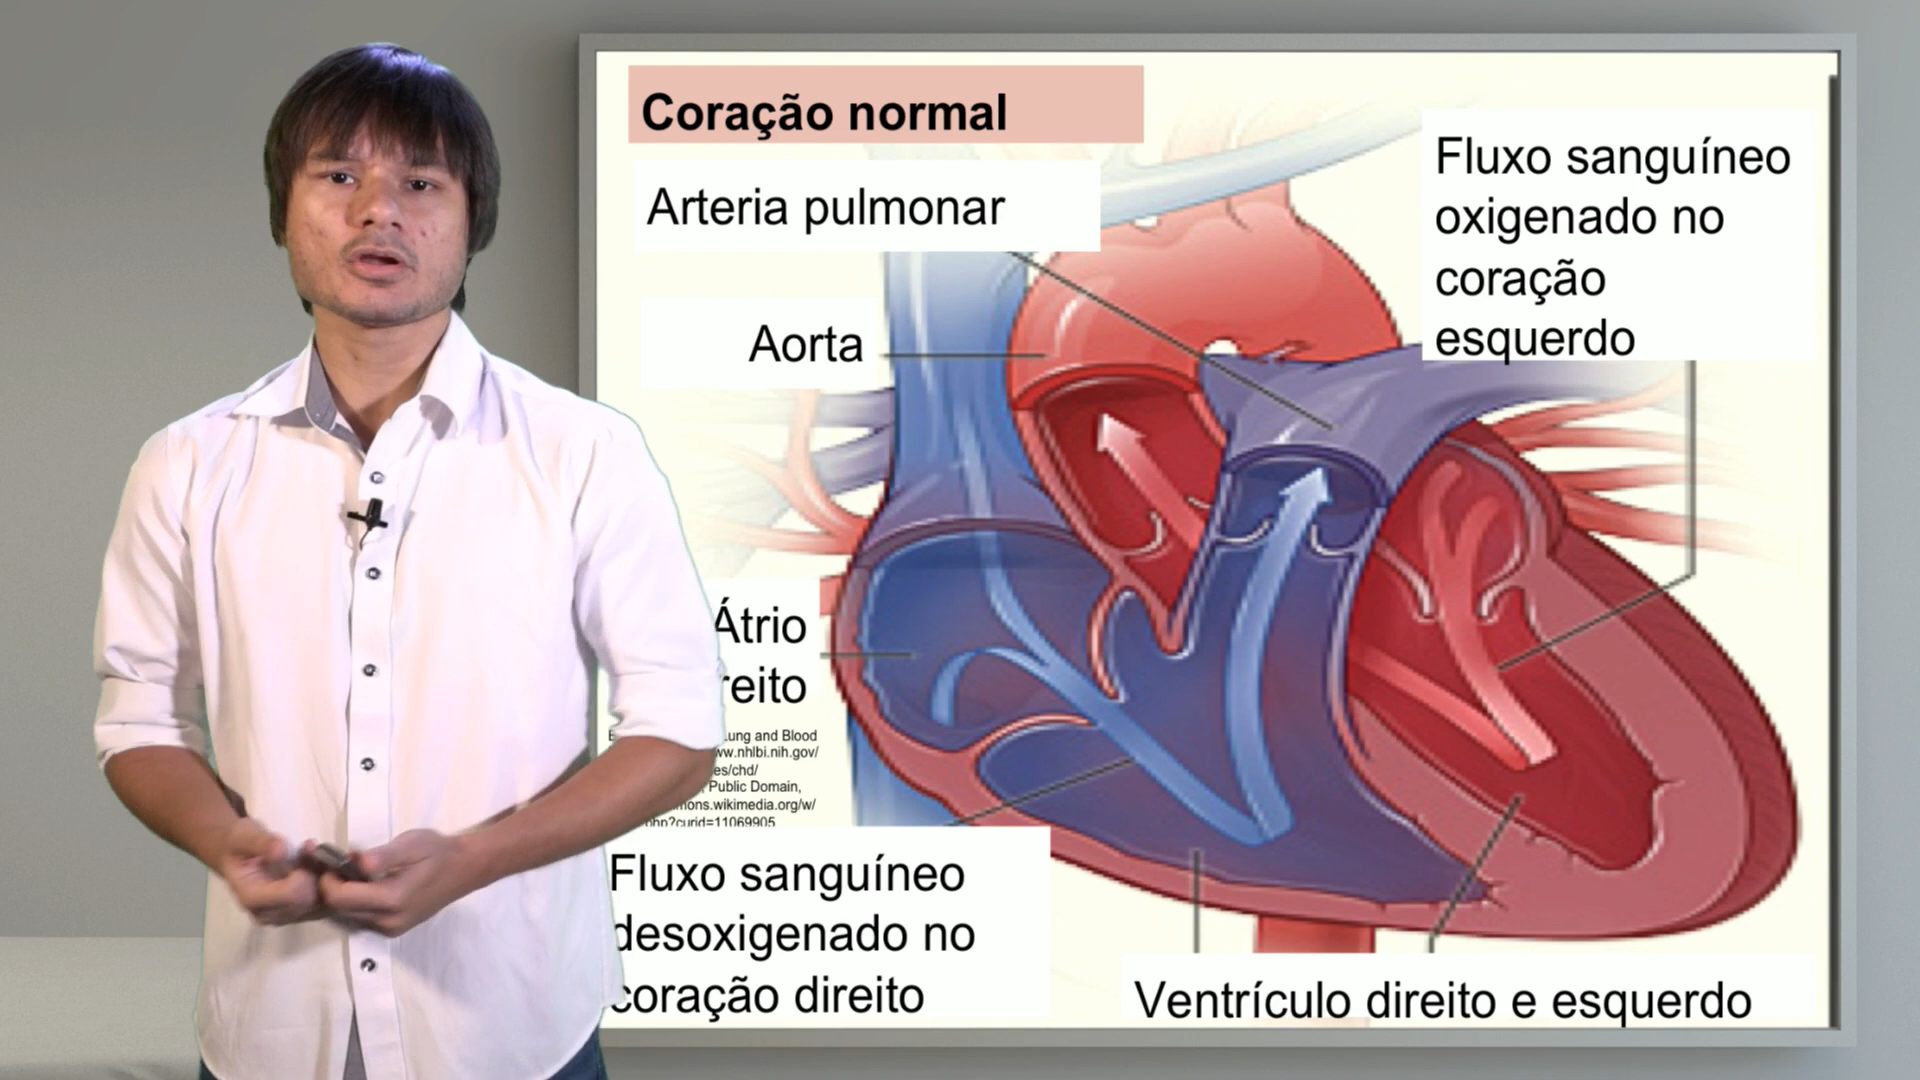 Coração normal
Arteria pulmonar
Fluxo sanguíneo
oxigenado no
coração
esquerdo
Aorta
Átrio
reito
ung and Blood
ww.nhlbi.nih.gov/
es/chd/
Public Domain,
mons.wikimedia.org/w/
php?curid=11069905
Fluxo sanguíneo
desoxigenado no
coração direito
Ventrículo direito e esquerdo